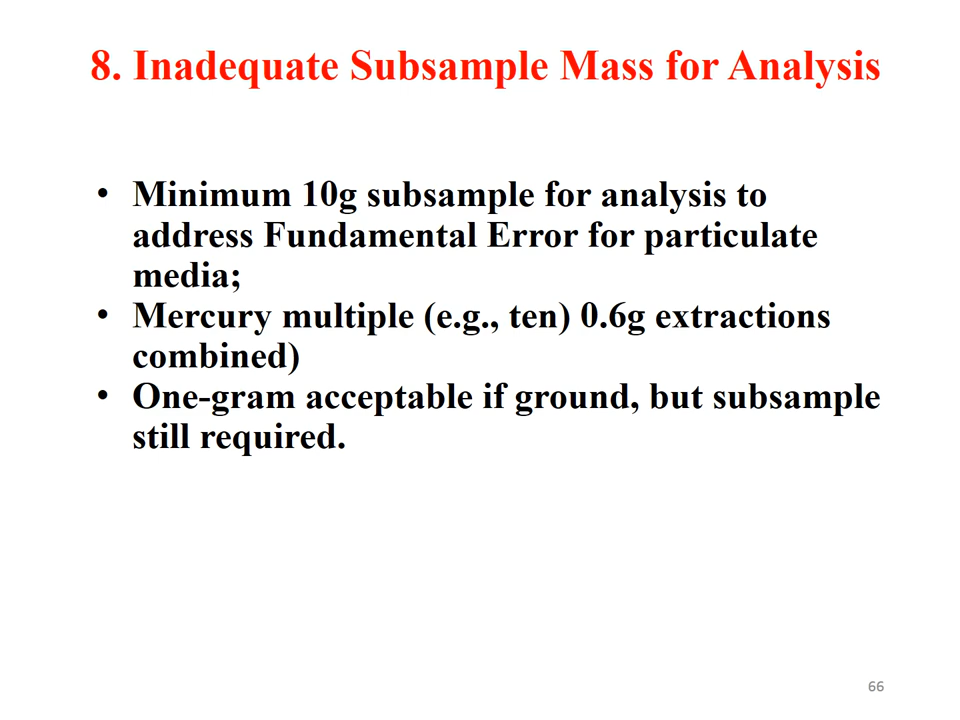 8. Inadequate Subsample Mass for Analysis
• Minimum 10g subsample for analysis to
address Fundamental Error for particulate
media;
• Mercury multiple (e.g., ten) 0.6g extractions
combined)
• One-gram acceptable if ground, but subsample
still required.
66